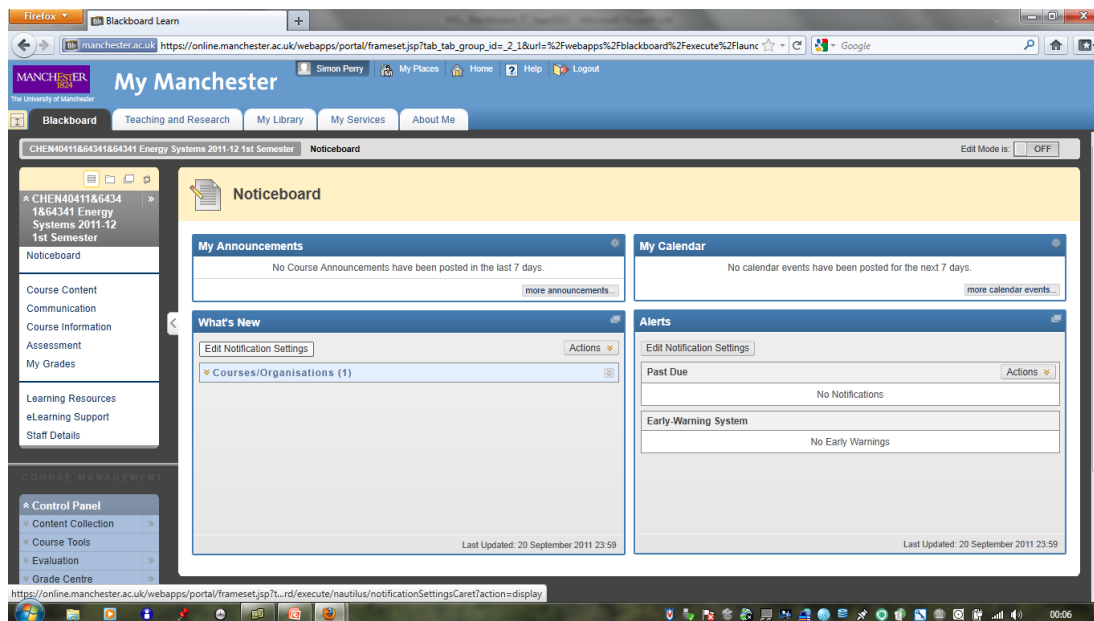 Firefox
Blackboard Learn
manchester.ac.uk https://online.manchester.ac.uk/webapps/portal/frameset.jsp?tab_tab_group_id=_2_1&url=%2Fwebapps%2Fblackboard%2Fexecute%2Flaunc
Google
MANCHESTER
1824
The University of Manchester
My Manchester
Simon Perry
My Places
Home
Help
Logout
Blackboard
Teaching and Research
My Library
My Services
About Me
CHEN40411&64341&64341 Energy Systems 2011-12 1st Semester
Noticeboard
Edit Mode is:
OFF
CHEN40411&6434
1&64341 Energy
Systems 2011-12
1st Semester
Noticeboard
Course Content
Communication
Course Information
Assessment
My Grades
Learning Resources
eLearning Support
Staff Details
COURSE MANAGEMENT
Control Panel
Content Collection
Course Tools
Evaluation
Grade Centre
Noticeboard
My Announcements
No Course Announcements have been posted in the last 7 days.
more announcements...
My Calendar
No calendar events have been posted for the next 7 days.
more calendar events...
What's New
Edit Notification Settings
Actions
Courses/Organisations (1)
Last Updated: 20 September 2011 23:59
Alerts
Edit Notification Settings
Past Due
Actions
No Notifications
Early-Warning System
No Early Warnings
Last Updated: 20 September 2011 23:59
https://online.manchester.ac.uk/webapps/portal/frameset.jsp?t...rd/execute/nautilus/notificationSettingsCaret?action=display
00:06